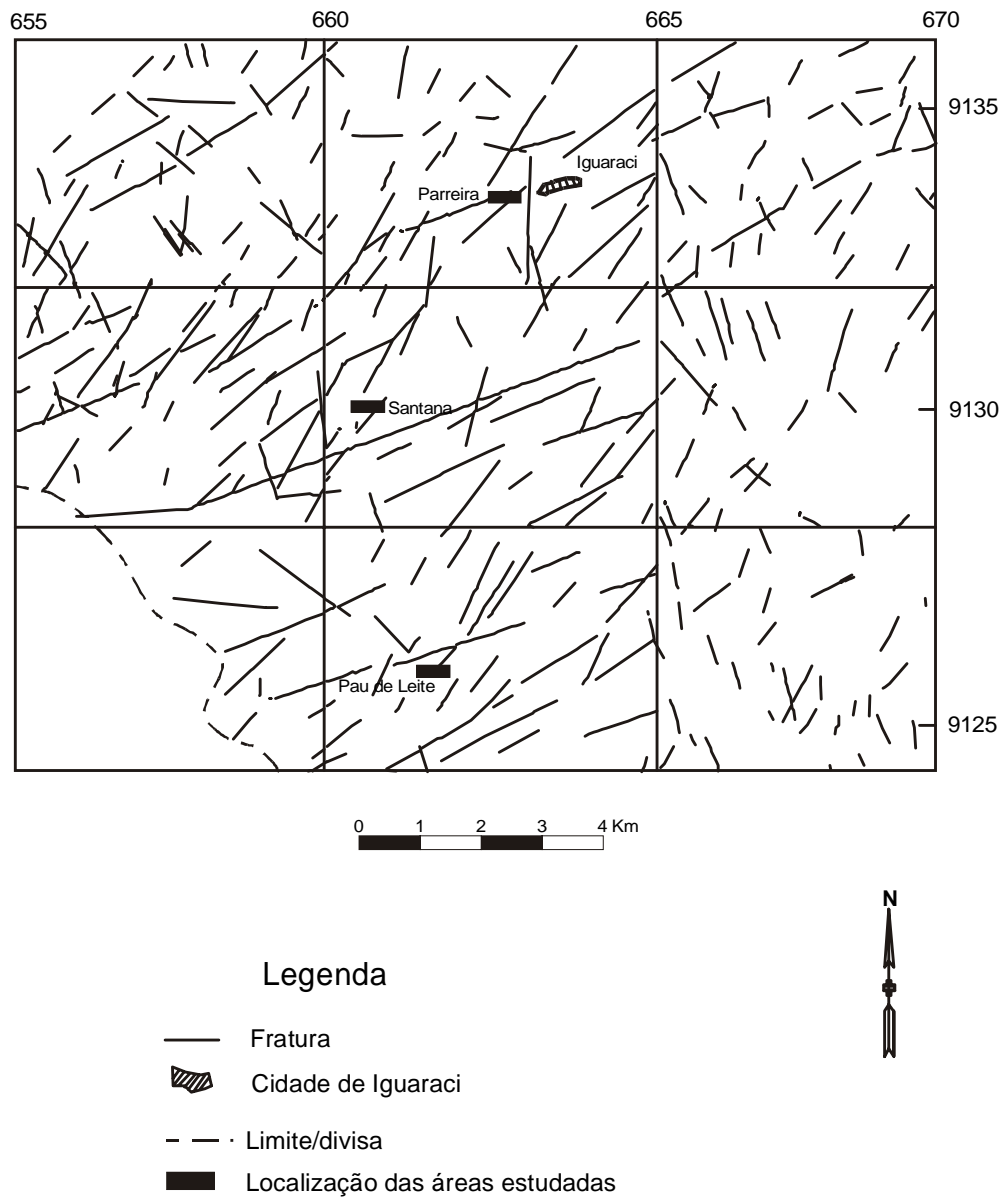 655 660 665 670
9135
Iguaraci
Parreira
Santana
9130
Pau de Leite
9125
0 1 2 3 4 Km
N
Legenda
Fratura
Cidade de Iguaraci
Limite/divisa
Localização das áreas estudadas